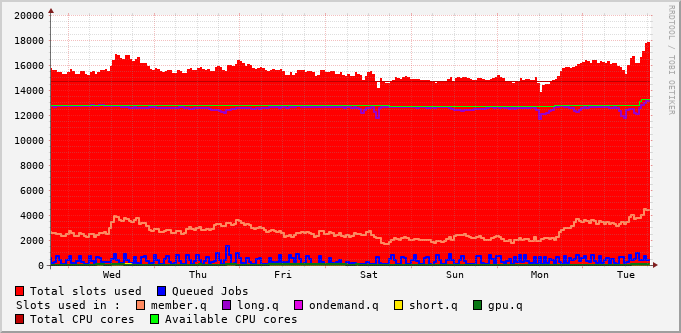 20000
18000
16000
14000
12000
10000
8000
6000
4000
2000
0
Wed Thu Fri Sat Sun Mon Tue
Total slots used Queued Jobs
Slots used in : member.q long.q ondemand.q short.q gpu.q
Total CPU cores Available CPU cores
RRDTOOL / TOBI OETIKER